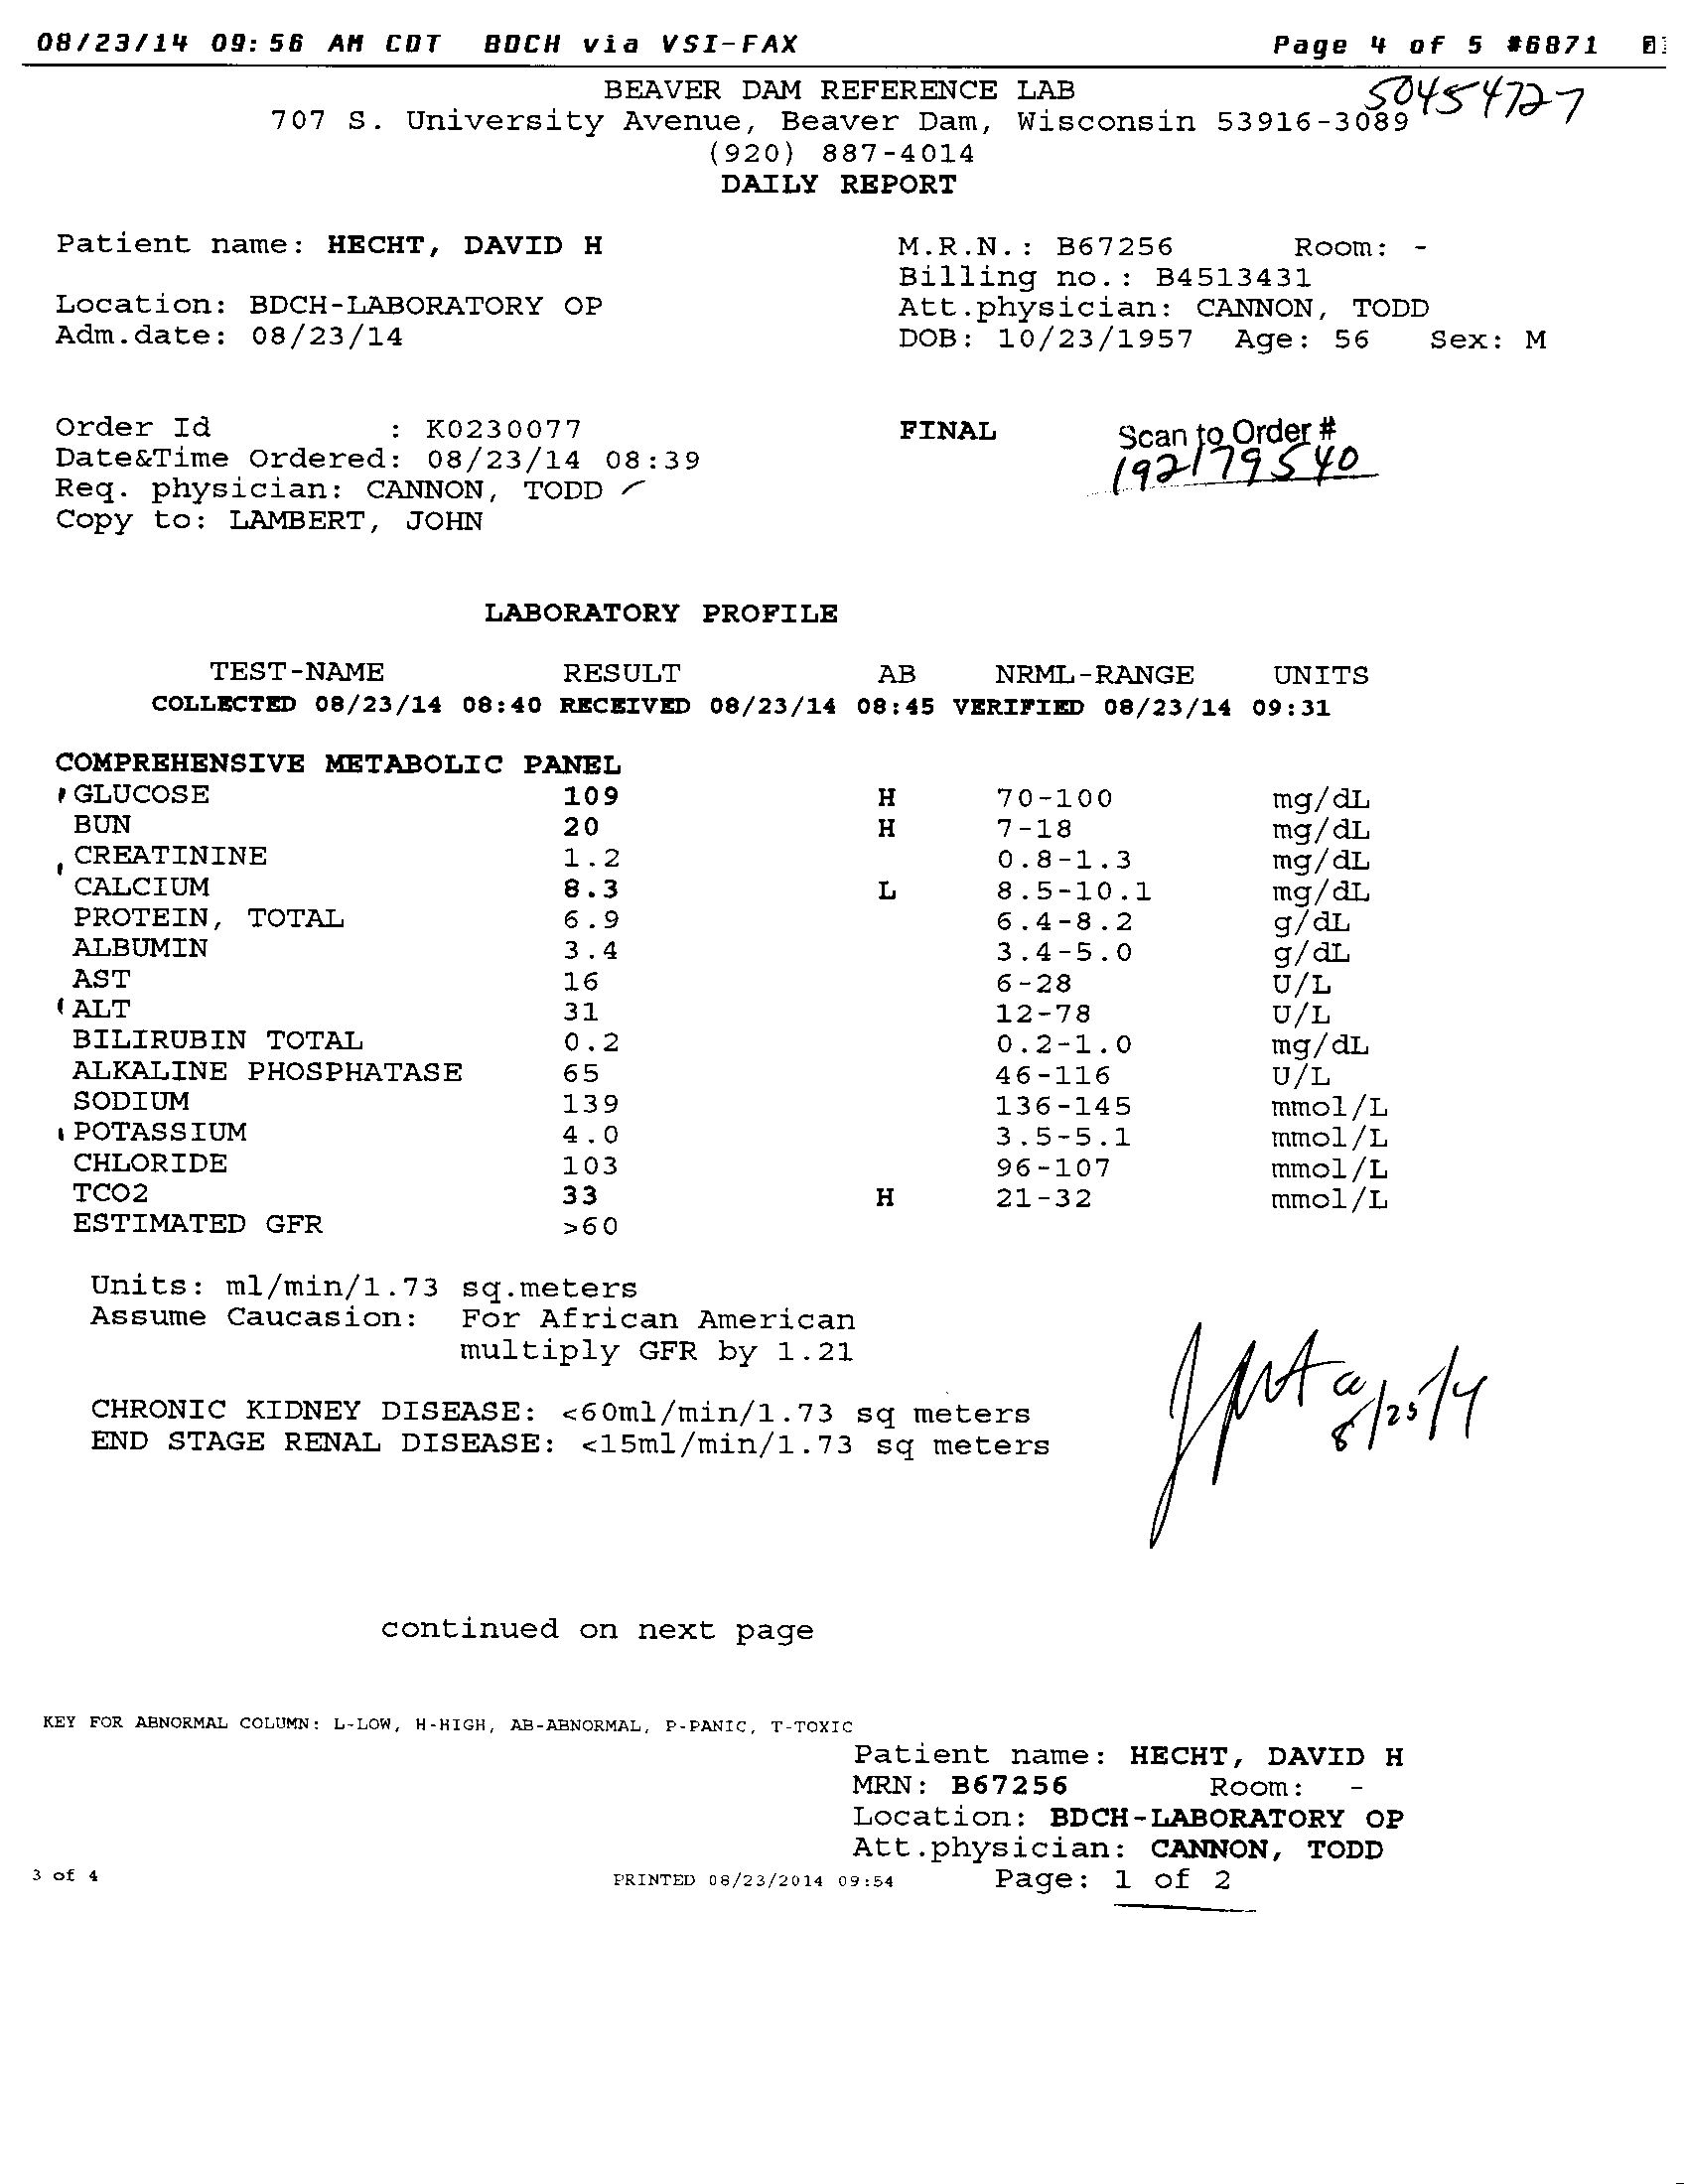 08/23/14 09:56 AM CDT BDCH via VSI-FAX Page 4 of 5 #6871
BEAVER DAM REFERENCE LAB
50454727
707 S. University Avenue, Beaver Dam, Wisconsin 53916-3089
(920) 887-4014
DAILY REPORT
Patient name: HECHT, DAVID H M.R.N.: B67256 Room: -
Billing no.: B4513431
Location: BDCH-LABORATORY OP Att.physician: CANNON, TODD
Adm.date: 08/23/14 DOB: 10/23/1957 Age: 56 Sex: M
Order Id : K0230077 FINAL Scan to Order #
Date&Time Ordered: 08/23/14 08:39 192179540
Req. physician: CANNON, TODD
Copy to: LAMBERT, JOHN
LABORATORY PROFILE
TEST-NAME RESULT AB NRML-RANGE UNITS
COLLECTED 08/23/14 08:40 RECEIVED 08/23/14 08:45 VERIFIED 08/23/14 09:31
COMPREHENSIVE METABOLIC PANEL
GLUCOSE 109 H 70-100 mg/dL
BUN 20 H 7-18 mg/dL
CREATININE 1.2 0.8-1.3 mg/dL
CALCIUM 8.3 L 8.5-10.1 mg/dL
PROTEIN, TOTAL 6.9 6.4-8.2 g/dL
ALBUMIN 3.4 3.4-5.0 g/dL
AST 16 6-28 U/L
ALT 31 12-78 U/L
BILIRUBIN TOTAL 0.2 0.2-1.0 mg/dL
ALKALINE PHOSPHATASE 65 46-116 U/L
SODIUM 139 136-145 mmol/L
POTASSIUM 4.0 3.5-5.1 mmol/L
CHLORIDE 103 96-107 mmol/L
TCO2 33 H 21-32 mmol/L
ESTIMATED GFR >60
Units: ml/min/1.73 sq.meters
Assume Caucasion: For African American
multiply GFR by 1.21
CHRONIC KIDNEY DISEASE: <60ml/min/1.73 sq meters
8/25/14
END STAGE RENAL DISEASE: <15ml/min/1.73 sq meters
continued on next page
KEY FOR ABNORMAL COLUMN: L-LOW, H-HIGH, AB-ABNORMAL, P-PANIC, T-TOXIC
Patient name: HECHT, DAVID H
MRN: B67256 Room: -
Location: BDCH-LABORATORY OP
Att.physician: CANNON, TODD
3 of 4 PRINTED 08/23/2014 09:54 Page: 1 of 2